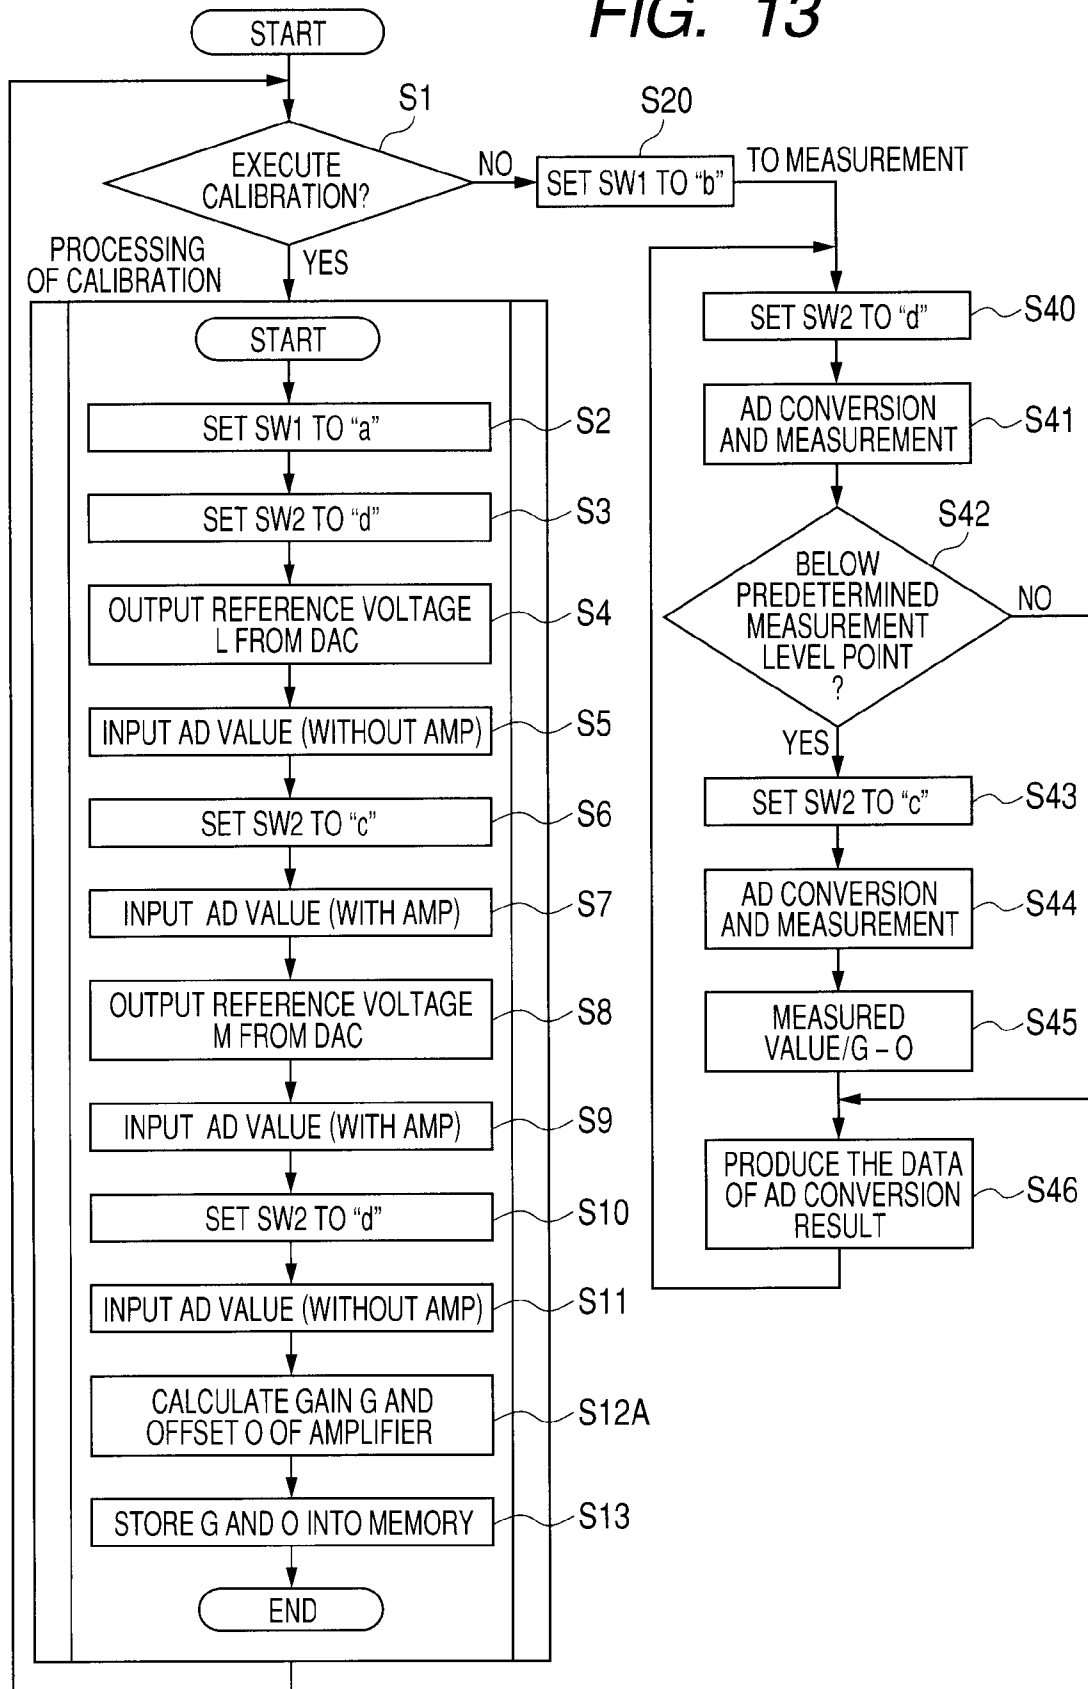 FIG. 13
START
S1
EXECUTE
CALIBRATION?
NO
YES
S20
SET SW1 TO “b”
TO MEASUREMENT
PROCESSING
OF CALIBRATION
START
SET SW1 TO “a”
S2
SET SW2 TO “d”
S3
OUTPUT REFERENCE VOLTAGE
L FROM DAC
S4
INPUT AD VALUE (WITHOUT AMP)
S5
SET SW2 TO “c”
S6
INPUT AD VALUE (WITH AMP)
S7
OUTPUT REFERENCE VOLTAGE
M FROM DAC
S8
INPUT AD VALUE (WITH AMP)
S9
SET SW2 TO “d”
S10
INPUT AD VALUE (WITHOUT AMP)
S11
CALCULATE GAIN G AND
OFFSET O OF AMPLIFIER
S12A
STORE G AND O INTO MEMORY
S13
END
SET SW2 TO “d”
S40
AD CONVERSION
AND MEASUREMENT
S41
S42
BELOW
PREDETERMINED
MEASUREMENT
LEVEL POINT
?
NO
YES
SET SW2 TO “c”
S43
AD CONVERSION
AND MEASUREMENT
S44
MEASURED
VALUE/G – O
S45
PRODUCE THE DATA
OF AD CONVERSION
RESULT
S46